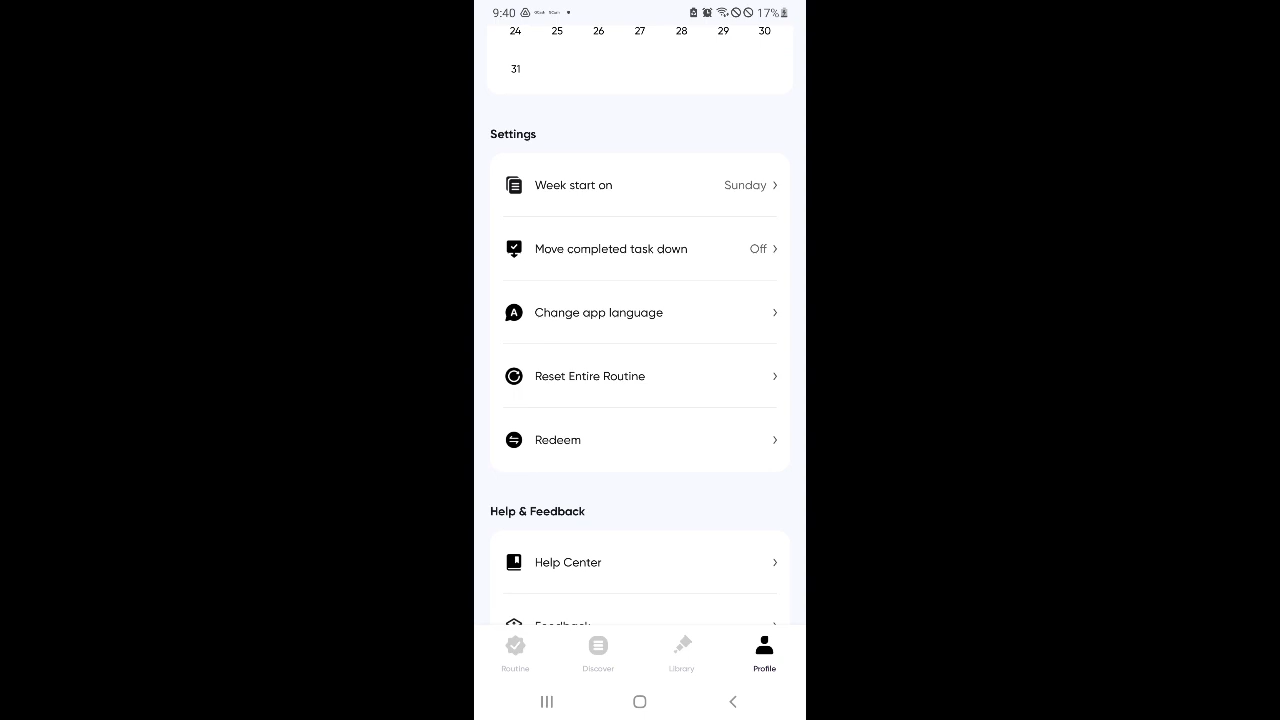 9:40 17%
24 25 26 27 28 29 30
31
Settings
Week start on Sunday
Move completed task down Off
Change app language
Reset Entire Routine
Redeem
Help & Feedback
Help Center
Feedback
Routine Discover Library Profile